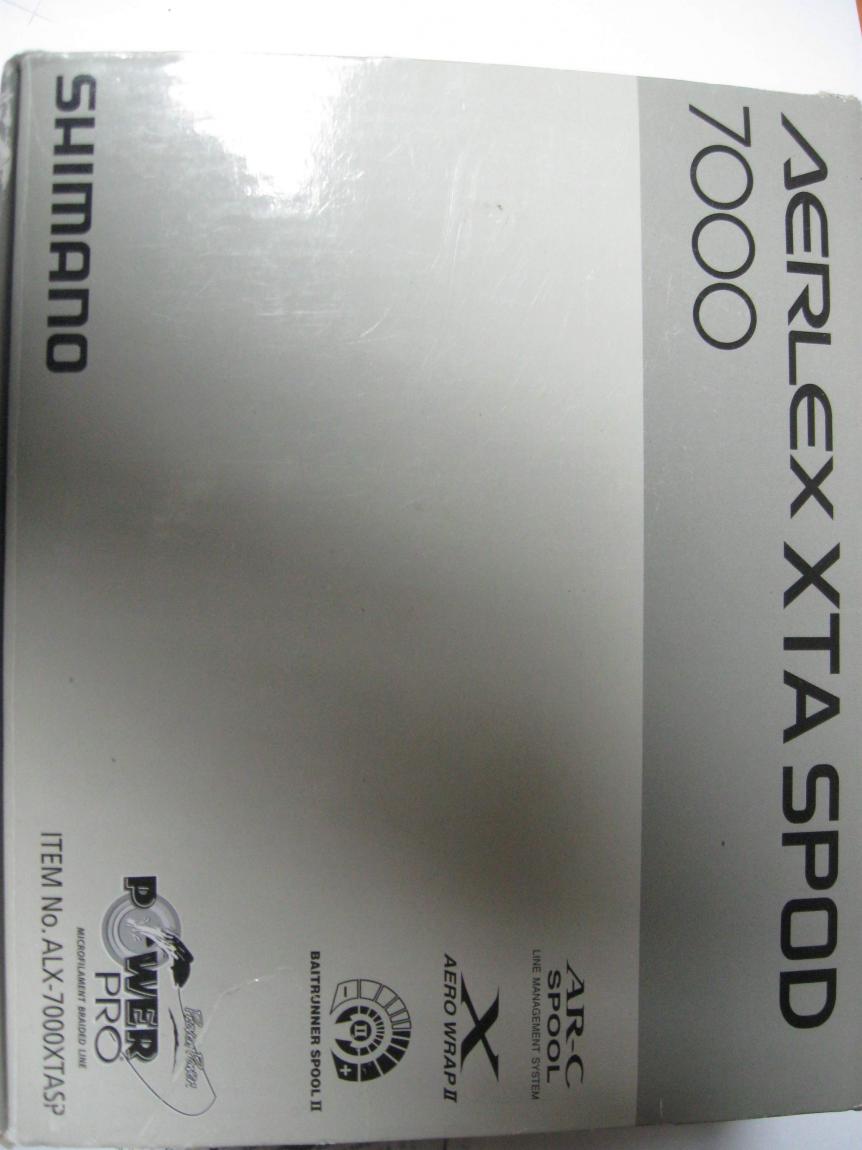 AERLEX XTA SPOD
7000
AR-C
SPOOL
LINE MANAGEMENT SYSTEM
X
AERO WRAP II
II
BAITRUNNER SPOOL II
POWER
PRO
MICROFILAMENT BRAIDED LINE
ITEM No. ALX-7000XTASP
SHIMANO